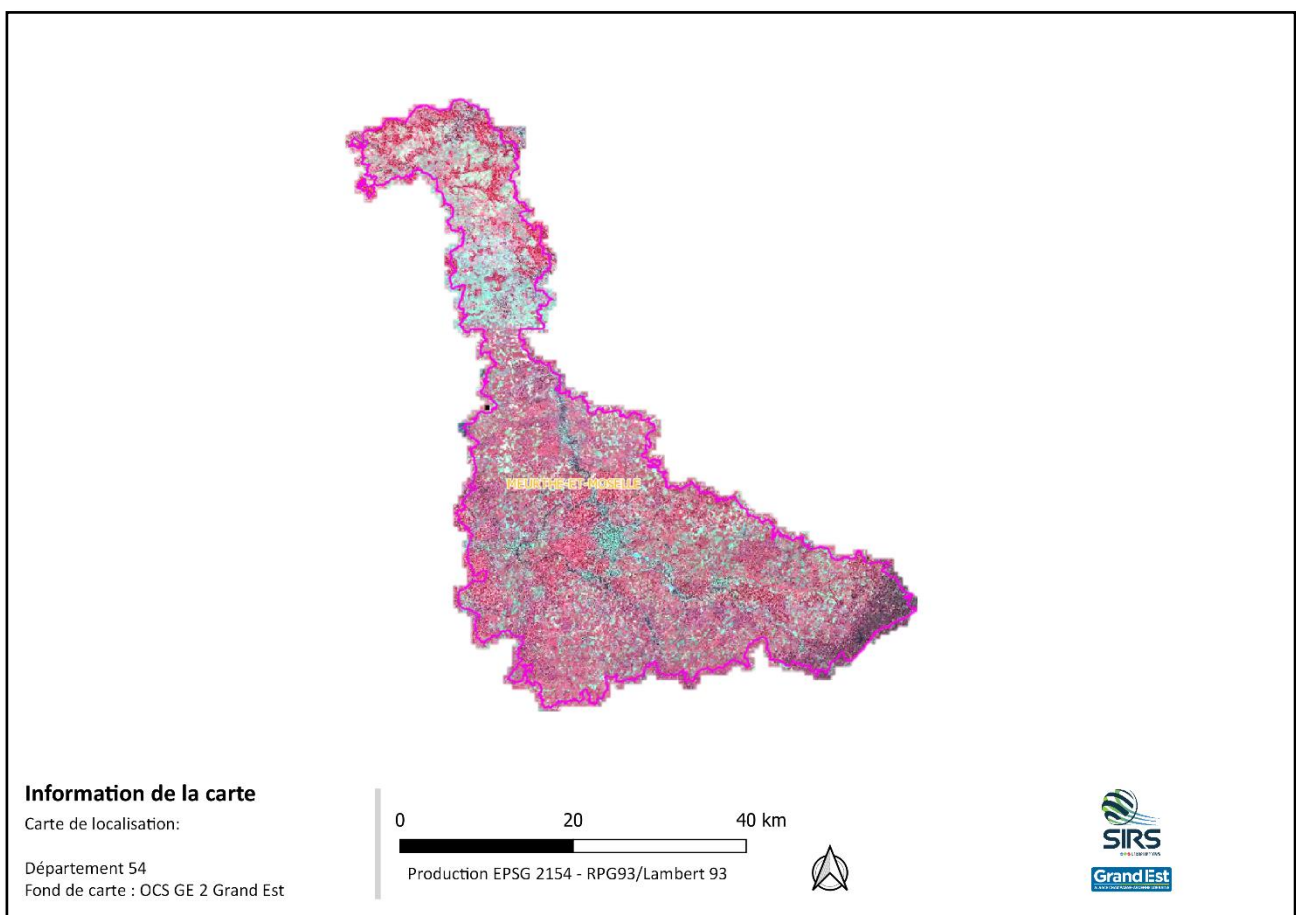 MEURTHE-ET-MOSELLE
Information de la carte
Carte de localisation:
Département 54
Fond de carte : OCS GE 2 Grand Est
0 20 40 km
Production EPSG 2154 - RPG93/Lambert 93
SIRS
Grand Est